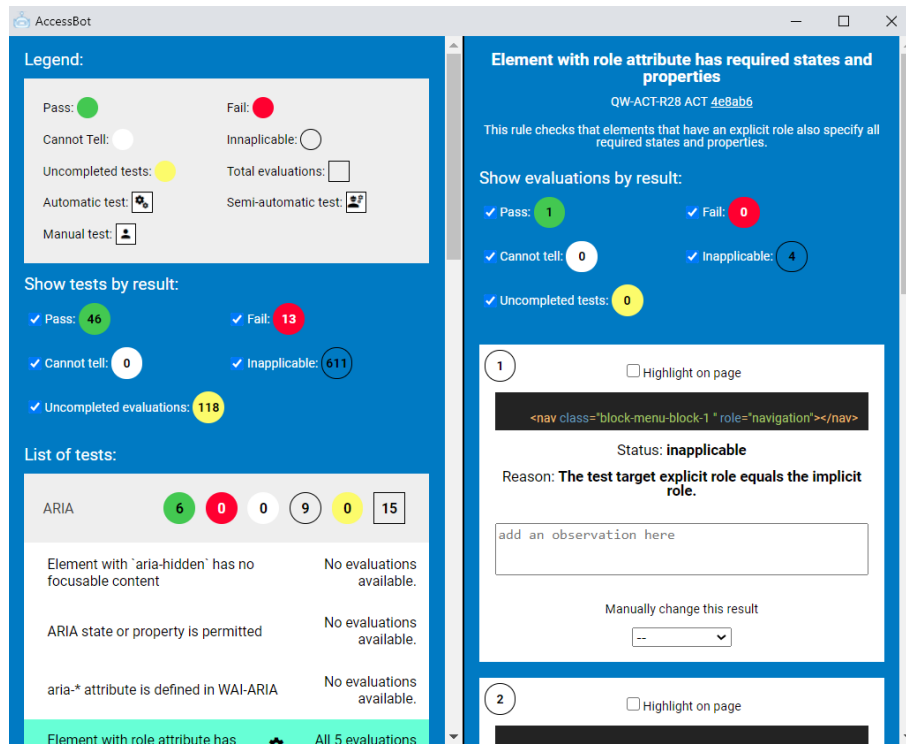 AccessBot
Legend:
Pass:
Fail:
Cannot Tell:
Innaplicable:
Uncompleted tests:
Total evaluations:
Automatic test:
Semi-automatic test:
Manual test:
Show tests by result:
Pass: 46
Fail: 13
Cannot tell: 0
Inapplicable: 611
Uncompleted evaluations: 118
List of tests:
ARIA 6 0 0 9 0 15
Element with `aria-hidden` has no
focusable content
No evaluations
available.
ARIA state or property is permitted
No evaluations
available.
aria-* attribute is defined in WAI-ARIA
No evaluations
available.
Element with role attribute has
All 5 evaluations
Element with role attribute has required states and
properties
QW-ACT-R28 ACT 4e8ab6
This rule checks that elements that have an explicit role also specify all
required states and properties.
Show evaluations by result:
Pass: 1
Fail: 0
Cannot tell: 0
Inapplicable: 4
Uncompleted tests: 0
1
Highlight on page
<nav class="block-menu-block-1 " role="navigation"></nav>
Status: inapplicable
Reason: The test target explicit role equals the implicit
role.
add an observation here
Manually change this result
--
2
Highlight on page